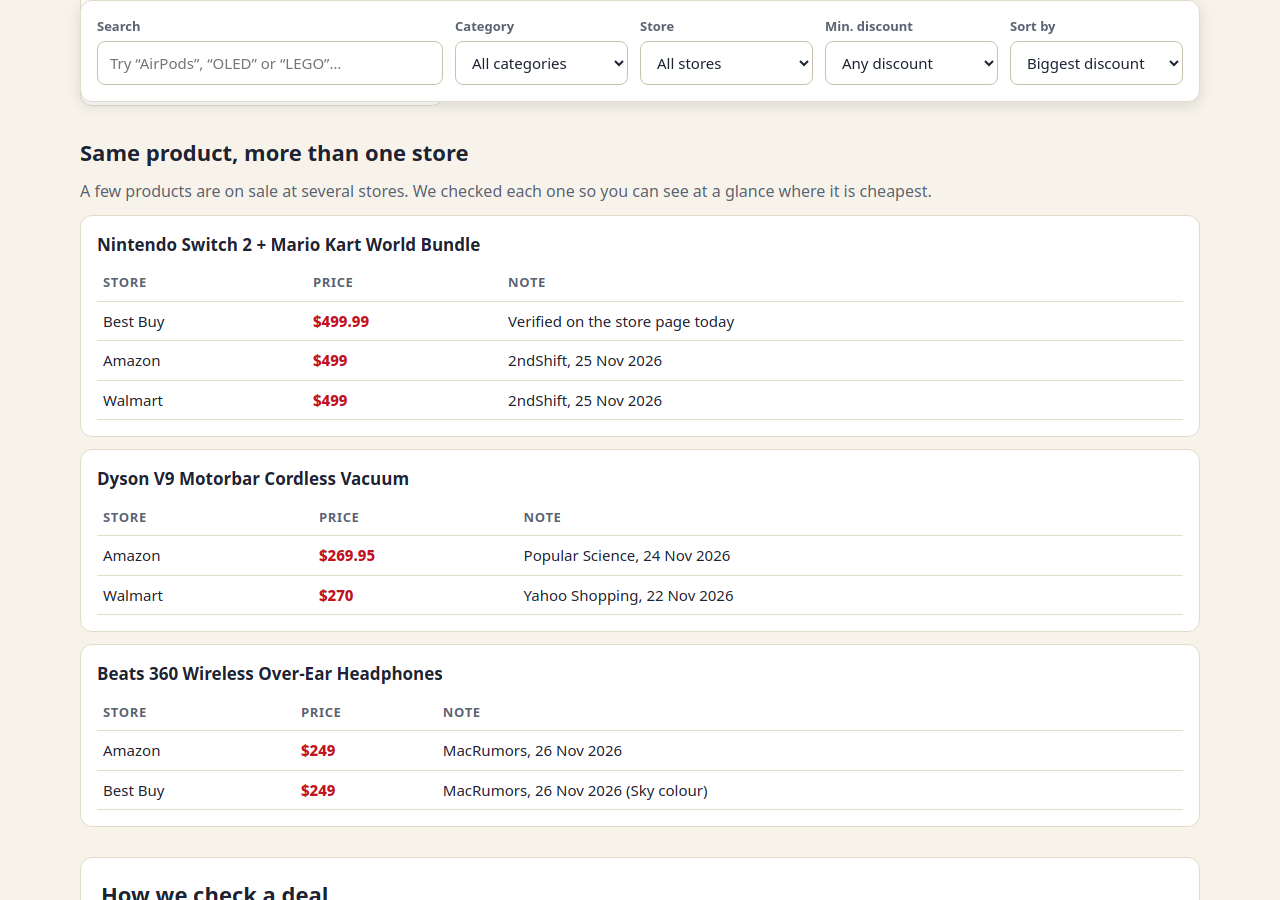 Search
Category
Store
Min. discount
Sort by
Try “AirPods”, “OLED” or “LEGO”…
All categories
All stores
Any discount
Biggest discount
Same product, more than one store
A few products are on sale at several stores. We checked each one so you can see at a glance where it is cheapest.
Nintendo Switch 2 + Mario Kart World Bundle
STORE PRICE NOTE
Best Buy $499.99 Verified on the store page today
Amazon $499 2ndShift, 25 Nov 2026
Walmart $499 2ndShift, 25 Nov 2026
Dyson V9 Motorbar Cordless Vacuum
STORE PRICE NOTE
Amazon $269.95 Popular Science, 24 Nov 2026
Walmart $270 Yahoo Shopping, 22 Nov 2026
Beats 360 Wireless Over-Ear Headphones
STORE PRICE NOTE
Amazon $249 MacRumors, 26 Nov 2026
Best Buy $249 MacRumors, 26 Nov 2026 (Sky colour)
How we check a deal